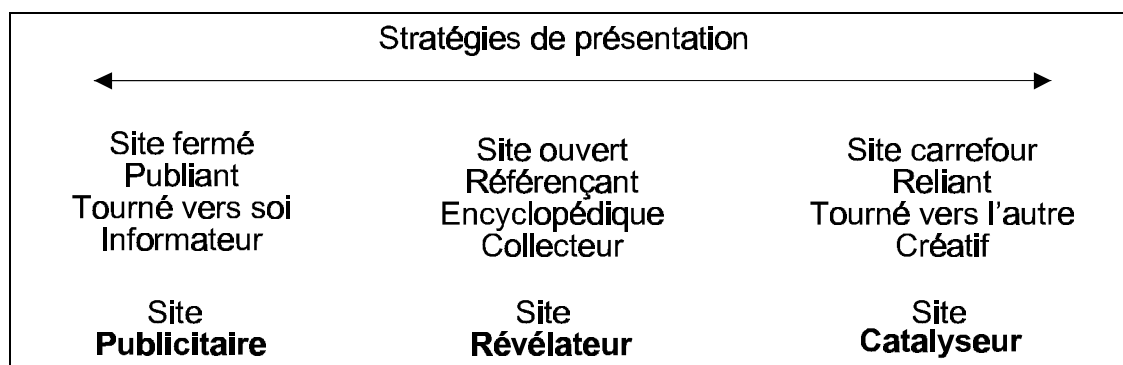 Stratégies de présentation
Site fermé
Publiant
Tourné vers soi
Informateur
Site
Publicitaire
Site ouvert
Référençant
Encyclopédique
Collecteur
Site
Révélateur
Site carrefour
Reliant
Tourné vers l'autre
Créatif
Site
Catalyseur